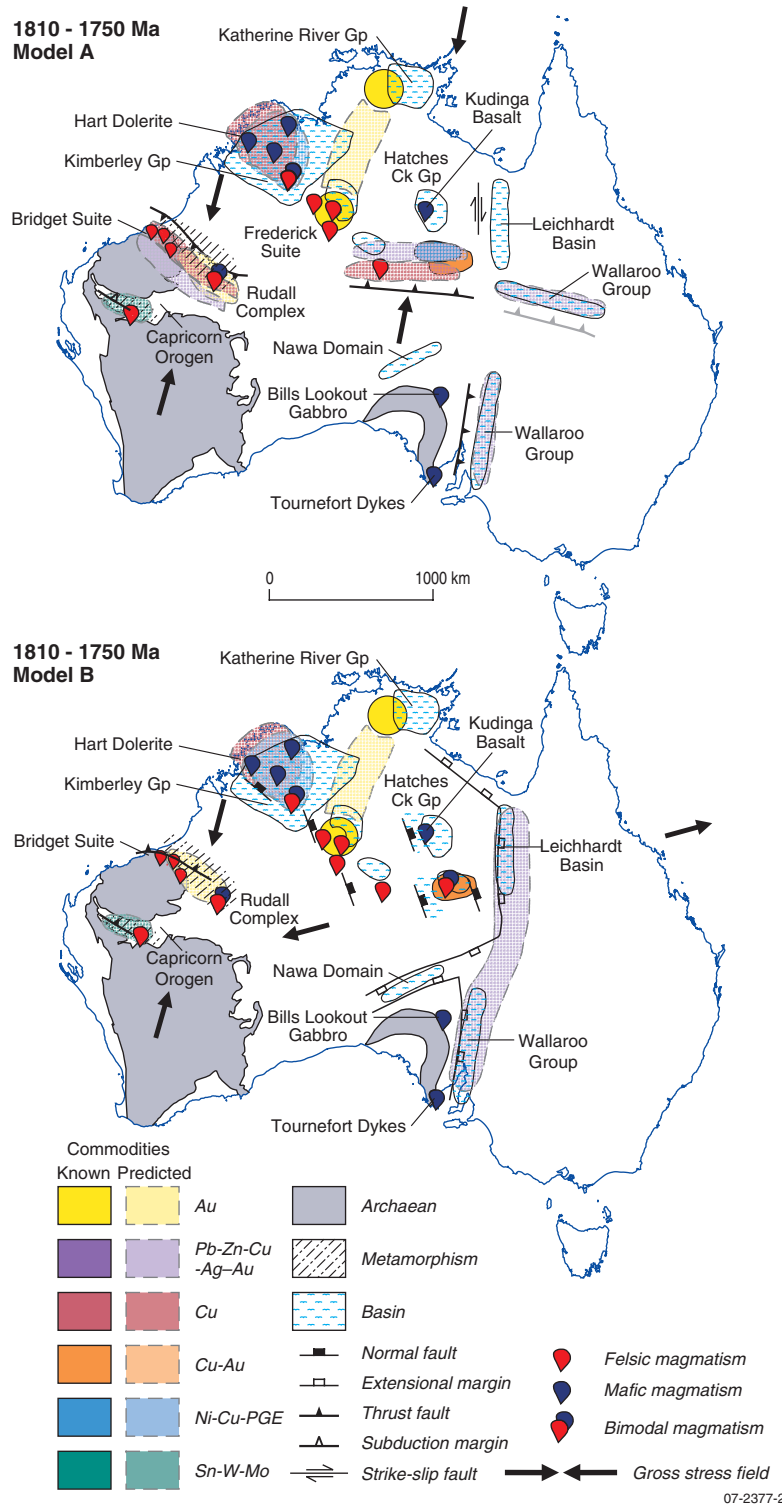 1810 - 1750 Ma
Model A
Katherine River Gp
Hart Dolerite
Kudinga
Basalt
Kimberley Gp
Hatches
Ck Gp
Bridget Suite
Frederick
Suite
Leichhardt
Basin
Wallaroo
Group
Rudall
Complex
Capricorn
Orogen
Nawa Domain
Bills Lookout
Gabbro
Wallaroo
Group
Tournefort Dykes
0
1000 km
1810 - 1750 Ma
Model B
Katherine River Gp
Hart Dolerite
Kudinga
Basalt
Kimberley Gp
Hatches
Ck Gp
Bridget Suite
Leichhardt
Basin
Rudall
Complex
Capricorn
Orogen
Nawa Domain
Bills Lookout
Gabbro
Wallaroo
Group
Tournefort Dykes
Commodities
Known Predicted
Au
Pb-Zn-Cu
-Ag–Au
Cu
Cu-Au
Ni-Cu-PGE
Sn-W-Mo
Archaean
Metamorphism
Basin
Normal fault
Extensional margin
Thrust fault
Subduction margin
Strike-slip fault
Felsic magmatism
Mafic magmatism
Bimodal magmatism
Gross stress field
07-2377-2